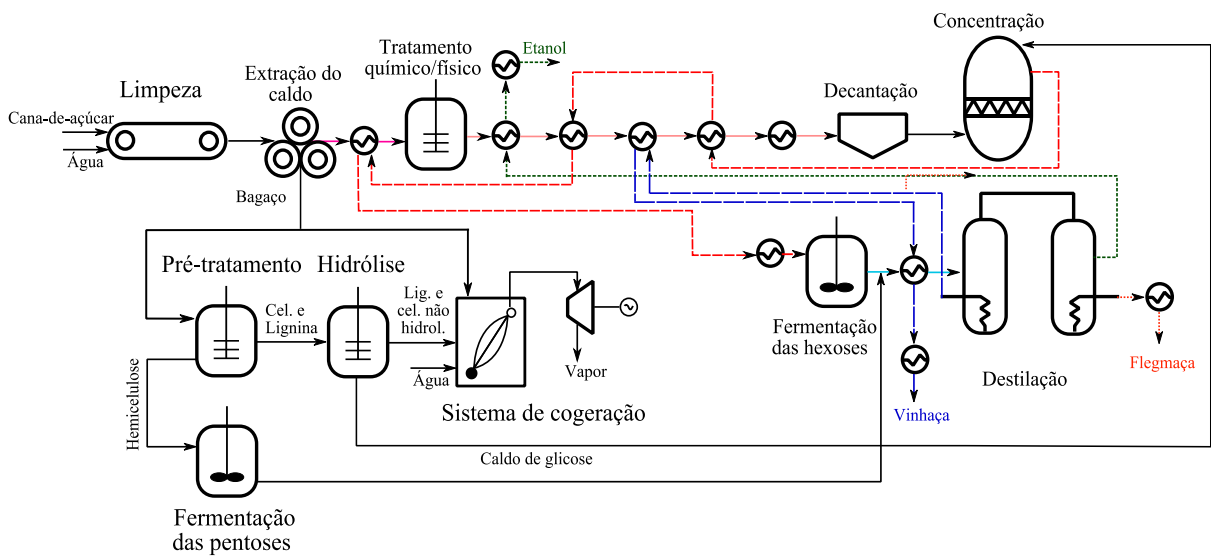 Concentração
Tratamento
químico/físico
Etanol
Extração do
caldo
Limpeza
Decantação
Cana-de-açúcar
Água
Bagaço
Pré-tratamento
Hidrólise
Lig. e
cel. não
hidrol.
Cel. e
Lignina
Água
Vapor
Fermentação
das hexoses
Destilação
Flegmaça
Vinhaça
Sistema de cogeração
Hemicelulose
Caldo de glicose
Fermentação
das pentoses